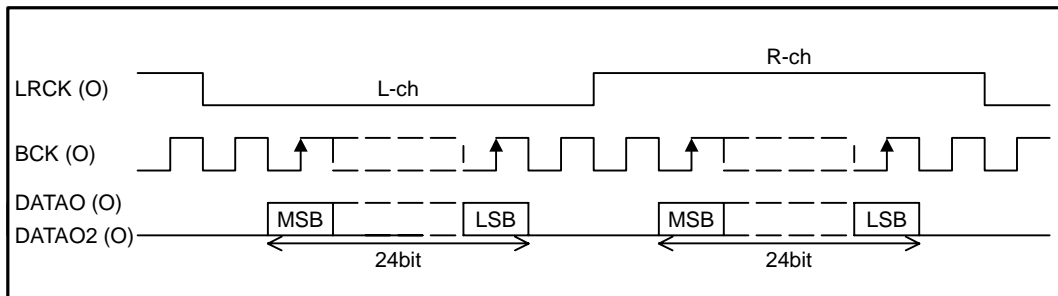 R-ch
LRCK (O)
L-ch
BCK (O)
DATAO (O)
MSB LSB MSB LSB
DATAO2 (O)
24bit 24bit